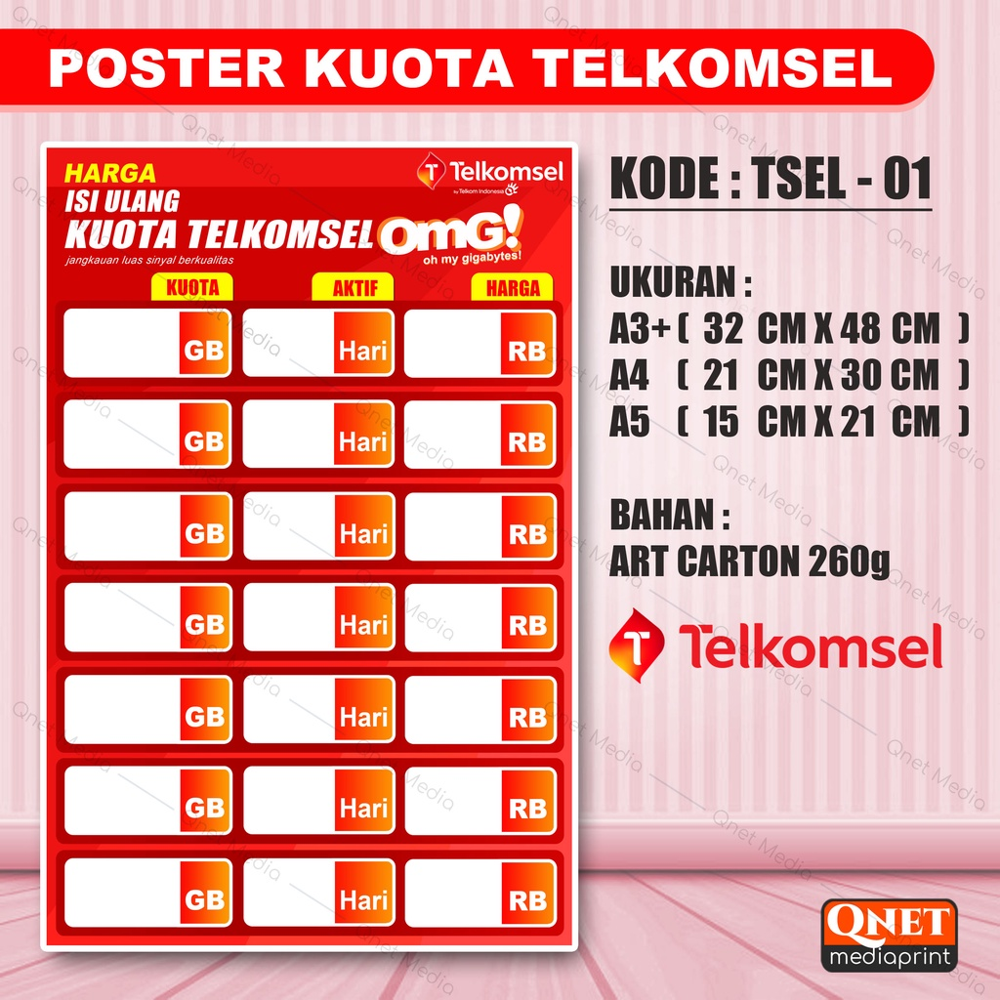 POSTER KUOTA TELKOMSEL
HARGA
ISI ULANG
KUOTA TELKOMSEL OMG!
oh my gigabytes!
jangkauan luas sinyal berkualitas
Telkomsel
by Telkom Indonesia
KUOTA AKTIF HARGA
GB Hari RB
GB Hari RB
GB Hari RB
GB Hari RB
GB Hari RB
GB Hari RB
GB Hari RB
KODE : TSEL - 01
UKURAN :
A3+ ( 32 CM X 48 CM )
A4 ( 21 CM X 30 CM )
A5 ( 15 CM X 21 CM )
BAHAN :
ART CARTON 260g
Telkomsel
QNET
mediaprint
Qnet Media